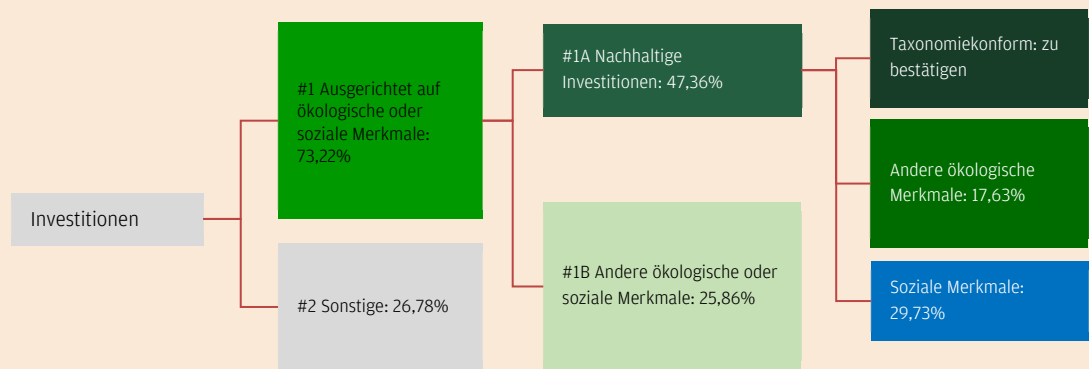 Investitionen
#1 Ausgerichtet auf
ökologische oder
soziale Merkmale:
73,22%
#2 Sonstige: 26,78%
#1A Nachhaltige
Investitionen: 47,36%
#1B Andere ökologische oder
soziale Merkmale: 25,86%
Taxonomiekonform: zu
bestätigen
Andere ökologische
Merkmale: 17,63%
Soziale Merkmale:
29,73%